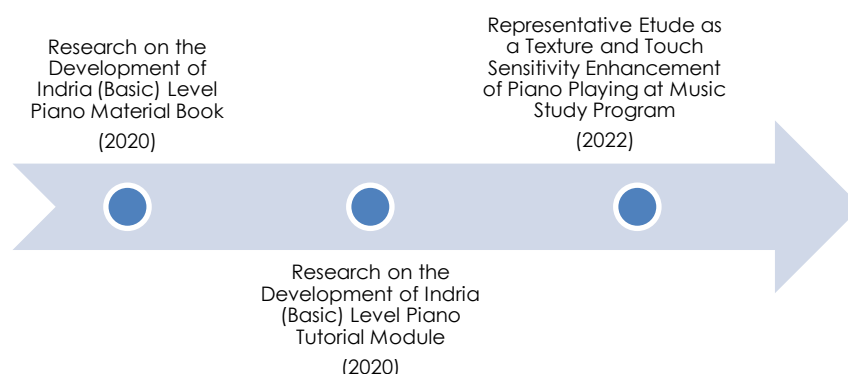 Research on the
Development of
Indria (Basic) Level
Piano Material Book
(2020)
Research on the
Development of Indria
(Basic) Level Piano
Tutorial Module
(2020)
Representative Etude as
a Texture and Touch
Sensitivity Enhancement
of Piano Playing at Music
Study Program
(2022)